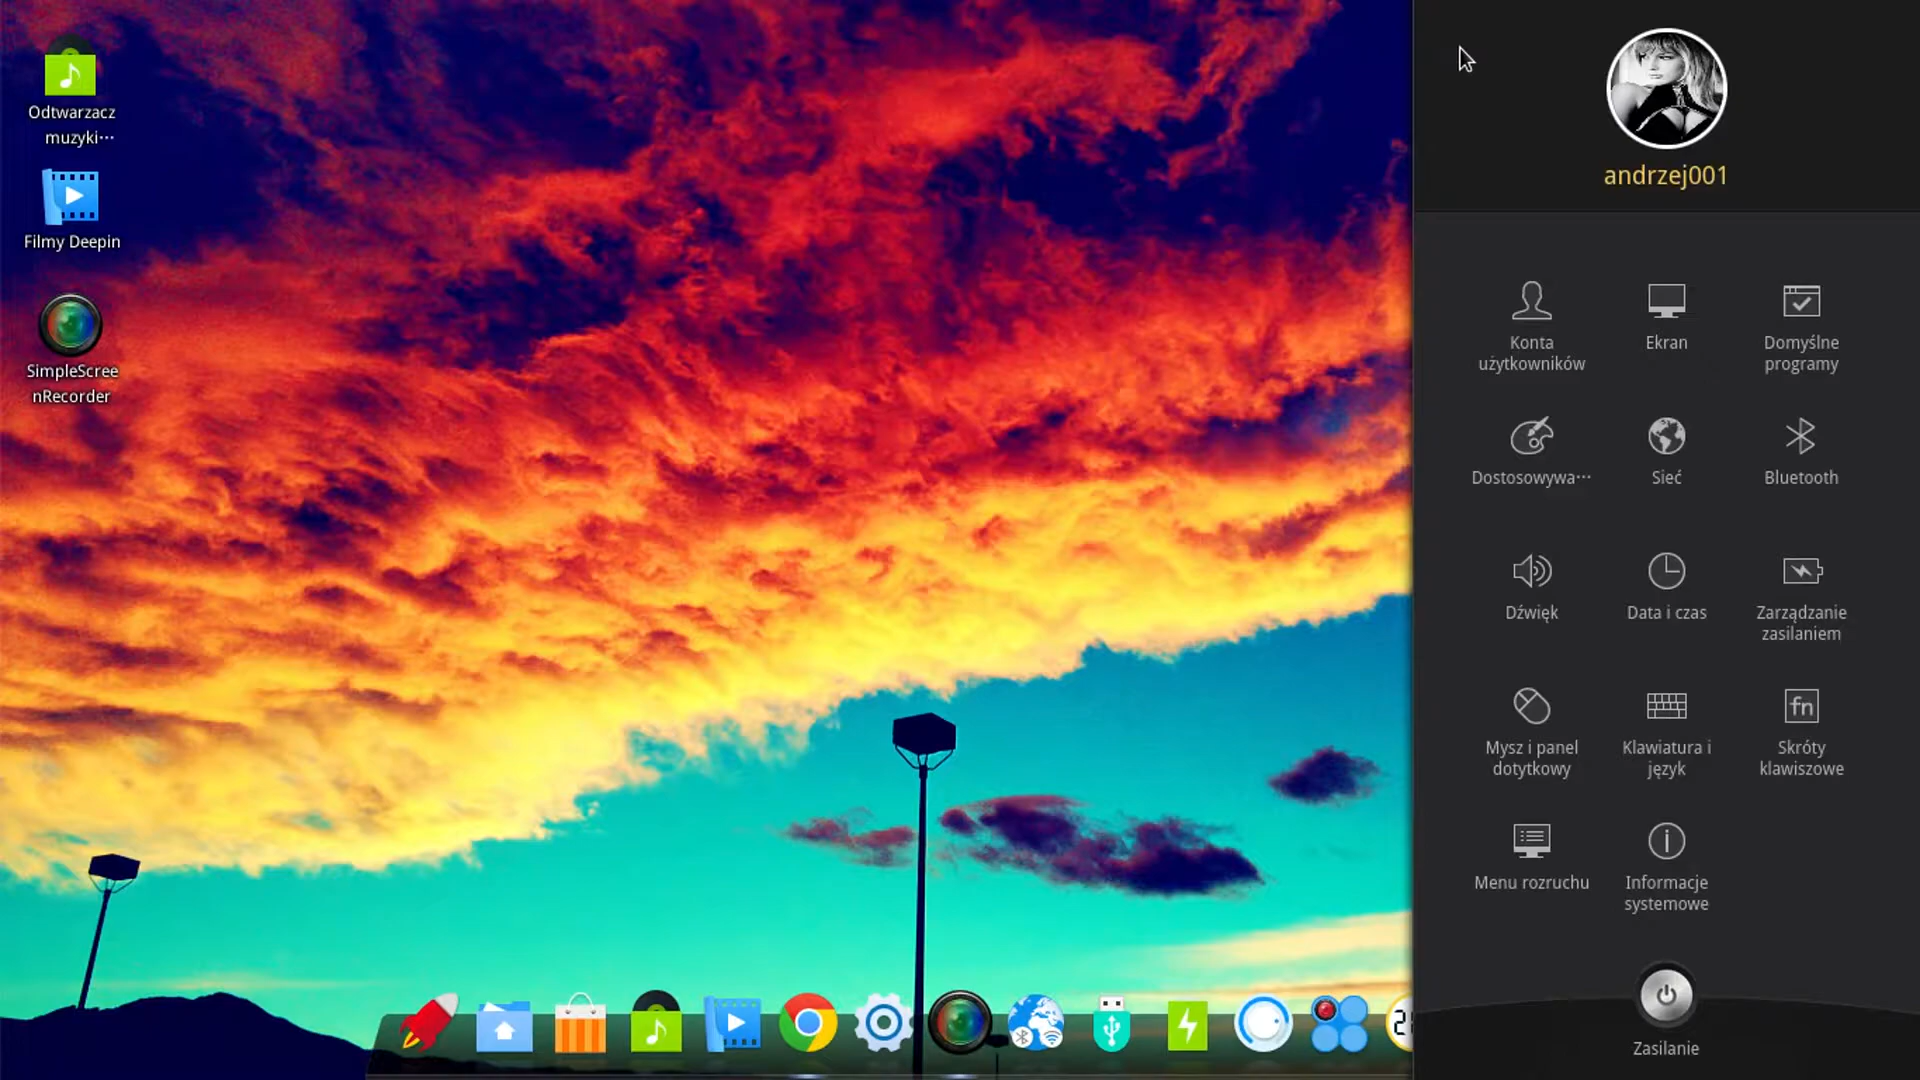 Odtwarzacz
muzyki⋯
Filmy Deepin
SimpleScree
nRecorder
andrzej001
Konta
użytkowników
Ekran
Domyślne
programy
Dostosowywa⋯
Sieć
Bluetooth
Dźwięk
Data i czas
Zarządzanie
zasilaniem
Mysz i panel
dotytkowy
Klawiatura i
język
fn
Skróty
klawiszowe
Menu rozruchu
Informacje
systemowe
Zasilanie